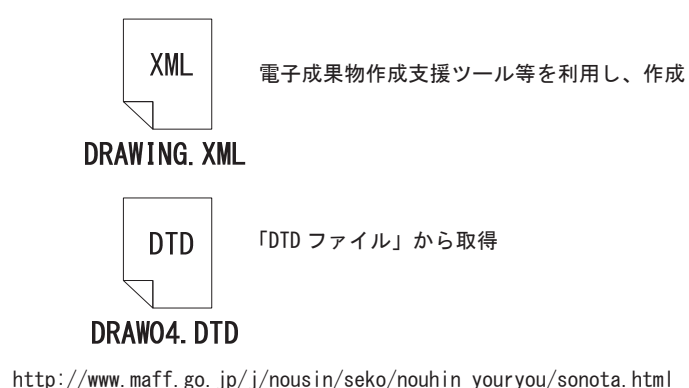 XML
電子成果物作成支援ツール等を利用し、作成
DRAWING.XML
DTD
「DTD ファイル」から取得
DRAW04.DTD
http://www.maff.go.jp/j/nousin/seko/nouhin_youryou/sonota.html